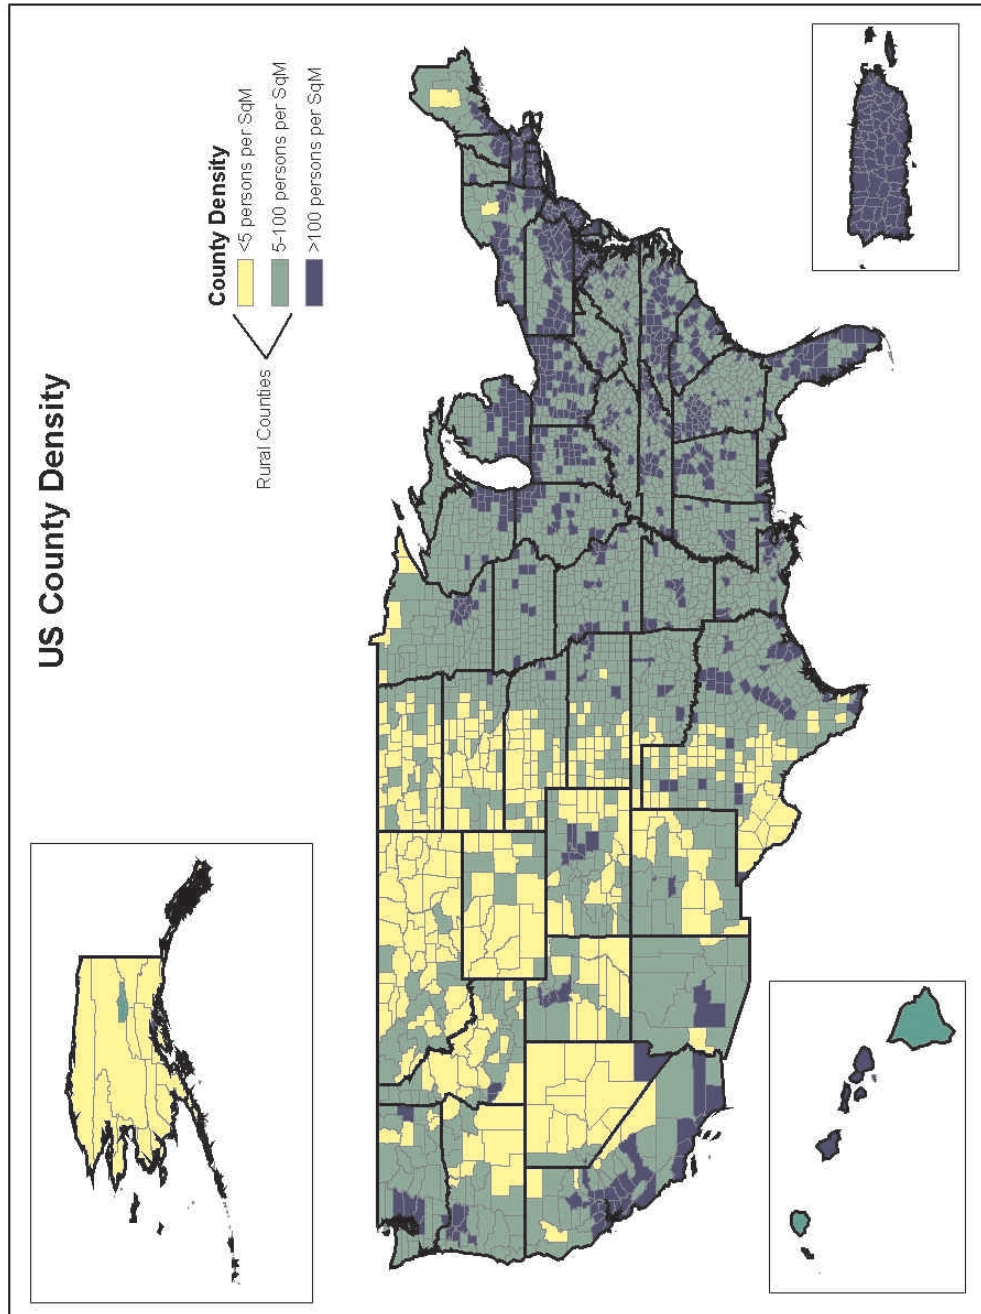 US County Density
County Density
<5 persons per SqM
5-100 persons per SqM
>100 persons per SqM
Rural Counties